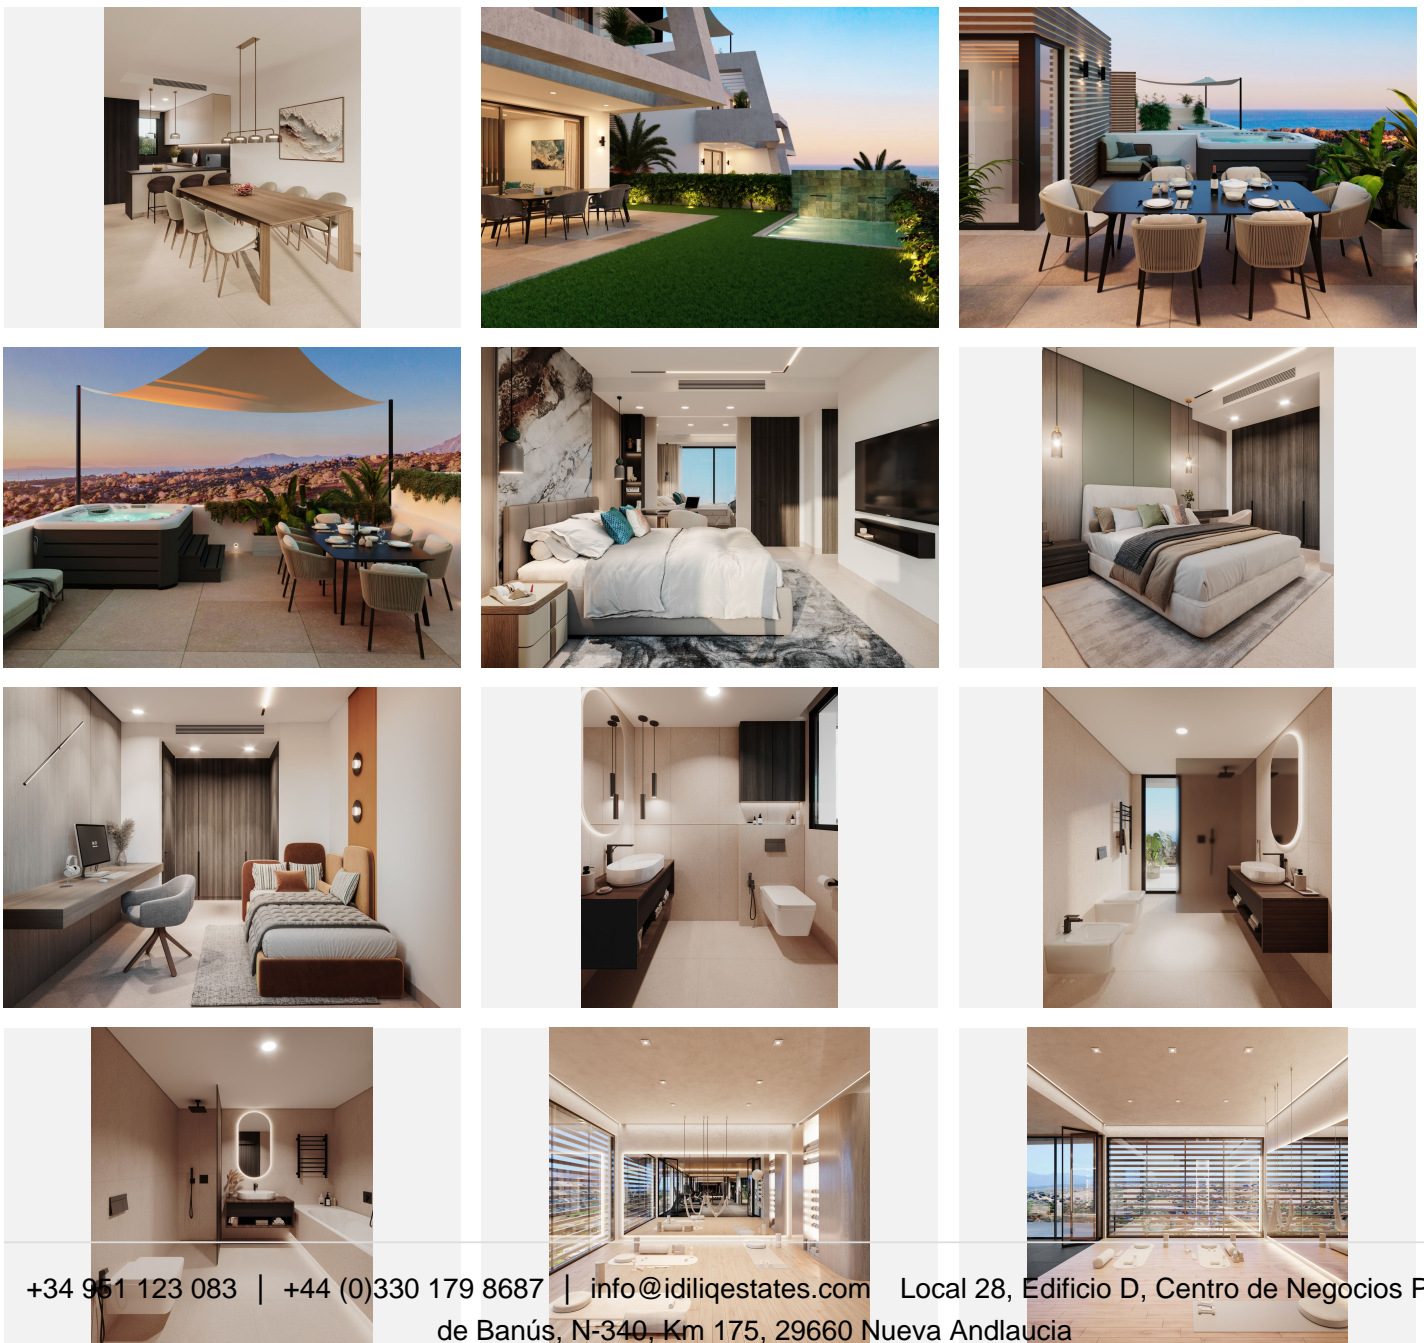 +34 951 123 083 | +44 (0)330 179 8687 | info@idiliqestates.com Local 28, Edificio D, Centro de Negocios P
de Banús, N-340, Km 175, 29660 Nueva Andlaucia